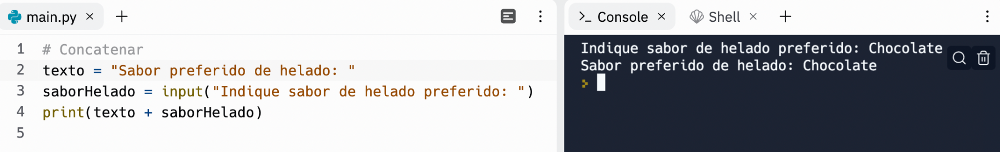 main.py
Console
Shell
1 # Concatenar
2 texto = "Sabor preferido de helado: "
3 saborHelado = input("Indique sabor de helado preferido: ")
4 print(texto + saborHelado)
5
Indique sabor de helado preferido: Chocolate
Sabor preferido de helado: Chocolate